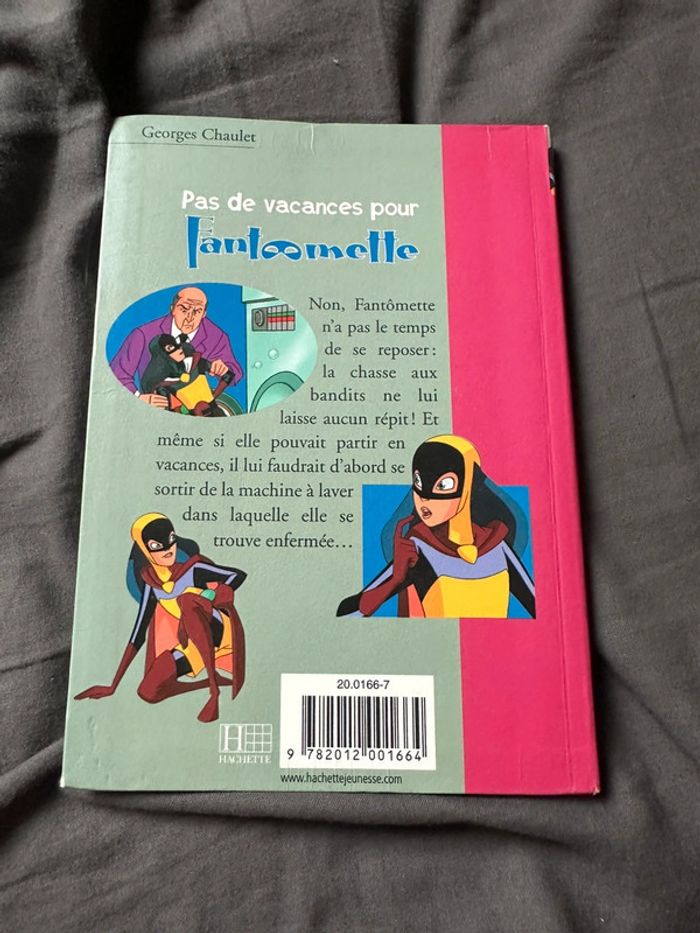 Georges Chaulet
Pas de vacances pour
Fantômette
Non, Fantômette
n'a pas le temps
de se reposer :
la chasse aux
bandits ne lui
laisse aucun répit ! Et
même si elle pouvait partir en
vacances, il lui faudrait d'abord se
sortir de la machine à laver
dans laquelle elle se
trouve enfermée…
20.0166-7
9 782012 001664
H
HACHETTE
www.hachettejeunesse.com